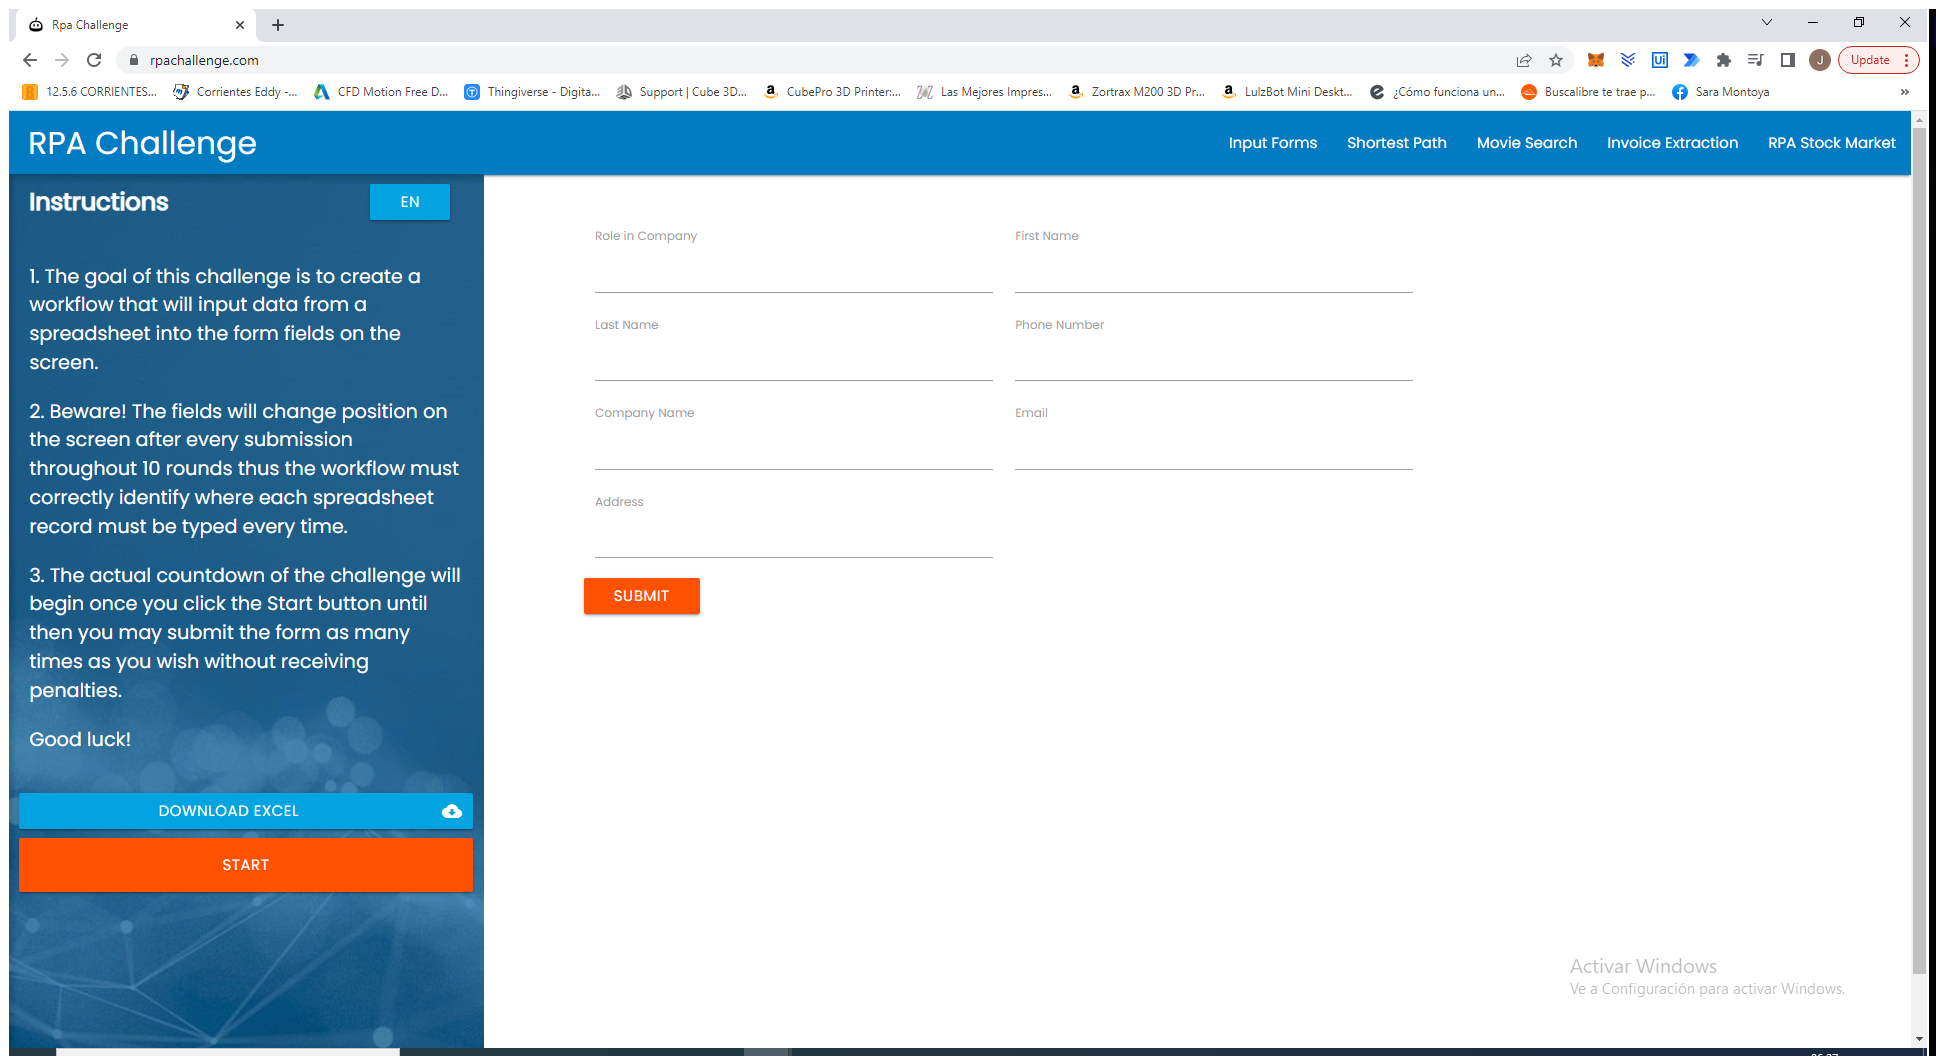 Rpa Challenge
rpachallenge.com
Update
J
12.5.6 CORRIENTES...
Corrientes Eddy -...
CFD Motion Free D...
Thingiverse - Digita...
Support | Cube 3D...
CubePro 3D Printer:...
Las Mejores Impres...
Zortrax M200 3D Pr...
LulzBot Mini Deskt...
¿Cómo funciona un...
Buscalibre te trae p...
Sara Montoya
RPA Challenge
Input Forms
Shortest Path
Movie Search
Invoice Extraction
RPA Stock Market
Instructions
EN
1. The goal of this challenge is to create a
workflow that will input data from a
spreadsheet into the form fields on the
screen.
2. Beware! The fields will change position on
the screen after every submission
throughout 10 rounds thus the workflow must
correctly identify where each spreadsheet
record must be typed every time.
3. The actual countdown of the challenge will
begin once you click the Start button until
then you may submit the form as many
times as you wish without receiving
penalties.
Good luck!
DOWNLOAD EXCEL
START
Role in Company
First Name
Last Name
Phone Number
Company Name
Email
Address
SUBMIT
Activar Windows
Ve a Configuración para activar Windows.